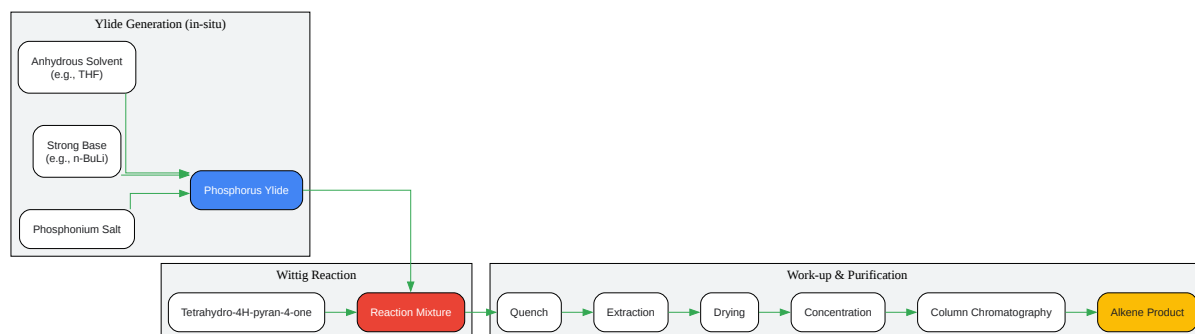 Ylide Generation (in-situ)
Anhydrous Solvent
(e.g., THF)
Strong Base
(e.g., n-BuLi)
Phosphorus Ylide
Phosphonium Salt
Wittig Reaction
Tetrahydro-4H-pyran-4-one
Reaction Mixture
Work-up & Purification
Quench
Extraction
Drying
Concentration
Column Chromatography
Alkene Product